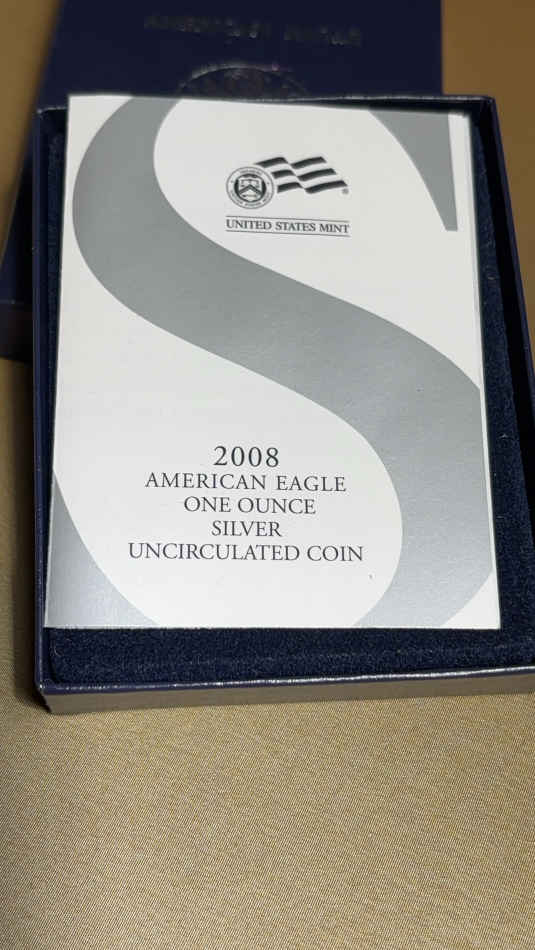 UNITED STATES MINT
2008
AMERICAN EAGLE
ONE OUNCE
SILVER
UNCIRCULATED COIN